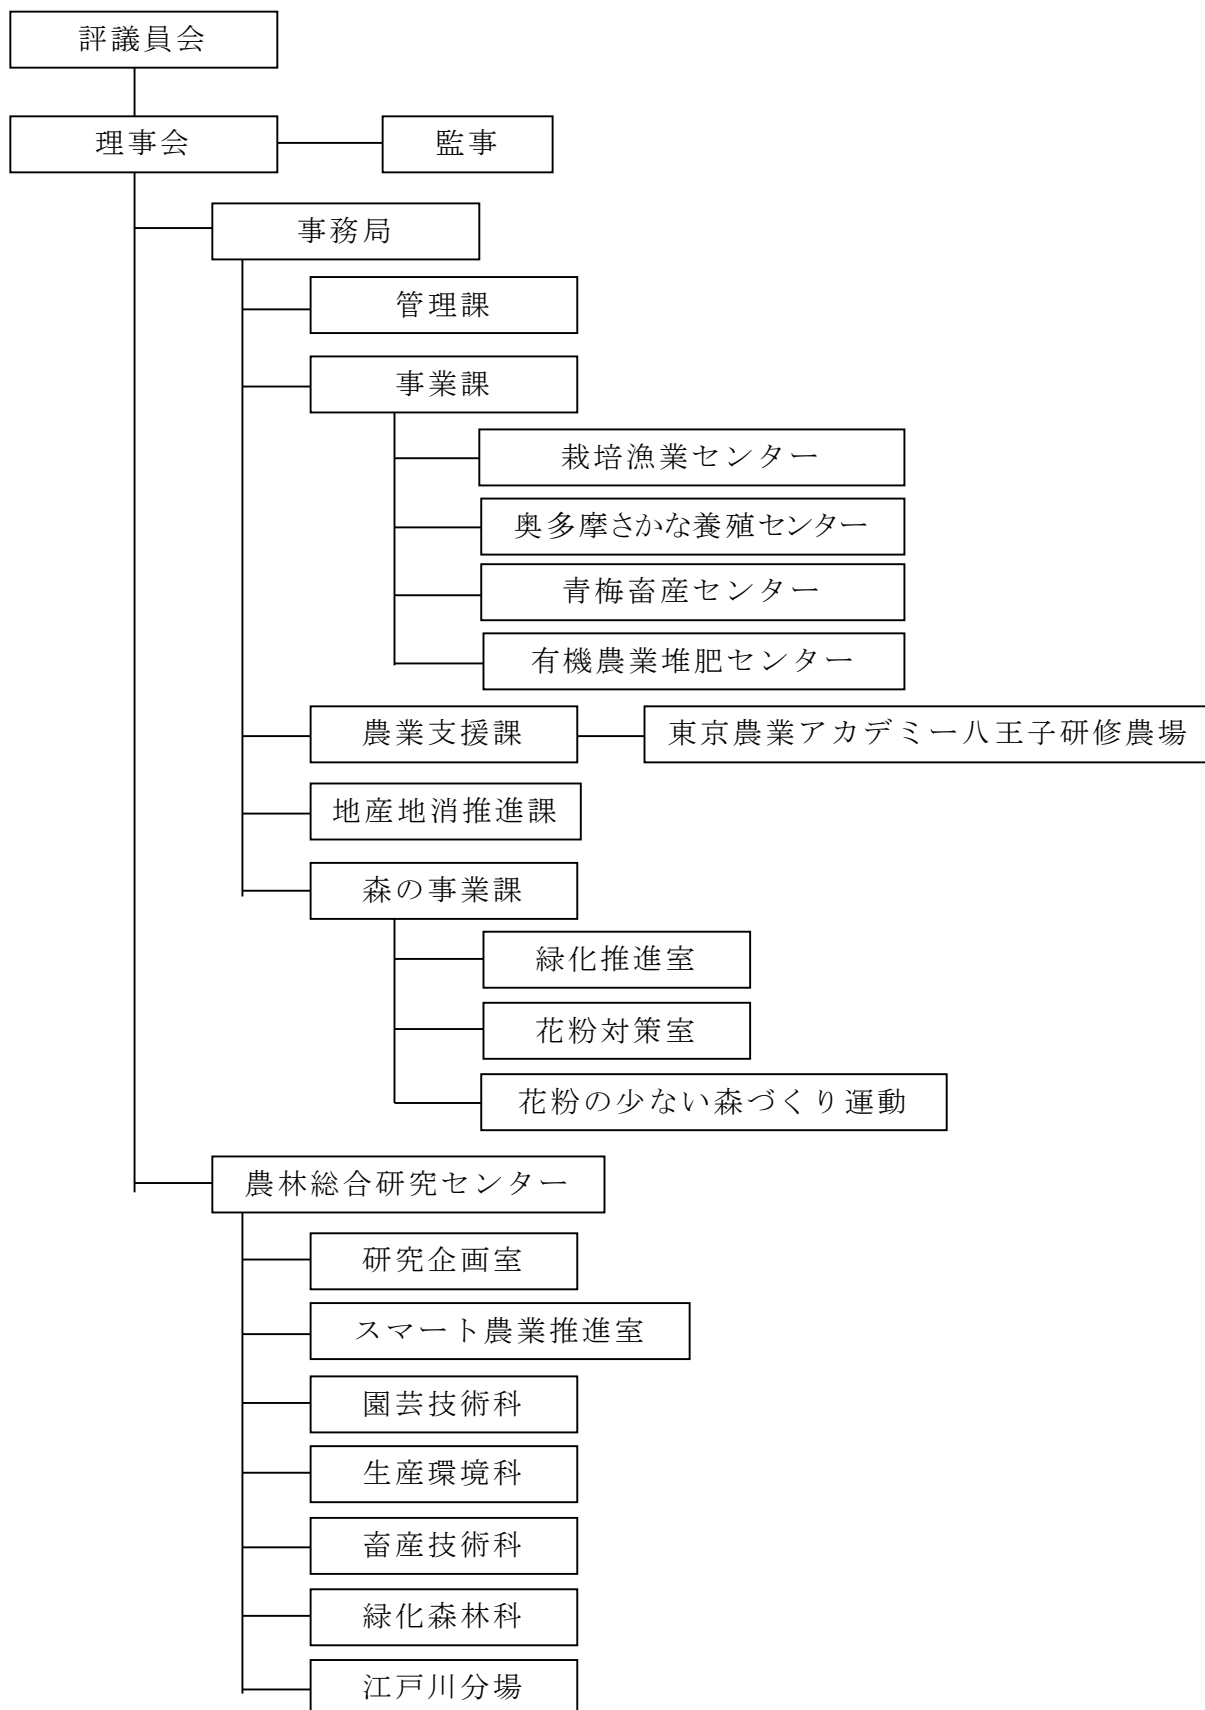 評議員会
理事会
監事
事務局
管理課
事業課
栽培漁業センター
奥多摩さかな養殖センター
青梅畜産センター
有機農業堆肥センター
農業支援課
東京農業アカデミー八王子研修農場
地産地消推進課
森の事業課
緑化推進室
花粉対策室
花粉の少ない森づくり運動
農林総合研究センター
研究企画室
スマート農業推進室
園芸技術科
生産環境科
畜産技術科
緑化森林科
江戸川分場